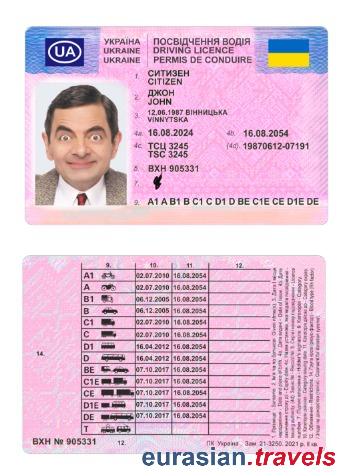 УКРАЇНА
UKRAINE
UKRAINE
ПОСВІДЧЕННЯ ВОДІЯ
DRIVING LICENCE
PERMIS DE CONDUIRE
UA
1. СИТИЗЕН
CITIZEN
2. ДЖОН
JOHN
3. 12.06.1987 ВІННИЦЬКА
VINNYTSKA
4a. 16.08.2024 4b. 16.08.2054
4c. ТСЦ 3245 (4d). 19870612-07191
TSC 3245
5. BXH 905331
7.
9. A1 A B1 B C1 C D1 D BE C1E CE D1E DE
9. 10. 11. 12.
A1 02.07.2010 16.08.2054
A 02.07.2010 16.08.2054
B1 06.12.2005 16.08.2054
B 06.12.2005 16.08.2054
C1 02.07.2010 16.08.2054
C 02.07.2010 16.08.2054
D1 16.04.2012 16.08.2054
D 16.04.2012 16.08.2054
BE 07.10.2017 16.08.2054
C1E 07.10.2017 16.08.2054
CE 07.10.2017 16.08.2054
D1E 07.10.2017 16.08.2054
DE 07.10.2017 16.08.2054
T
14.
BXH № 905331 12.
ПК Україна . Зам. 21-3250. 2021 р. II кв.
eurasian.travels